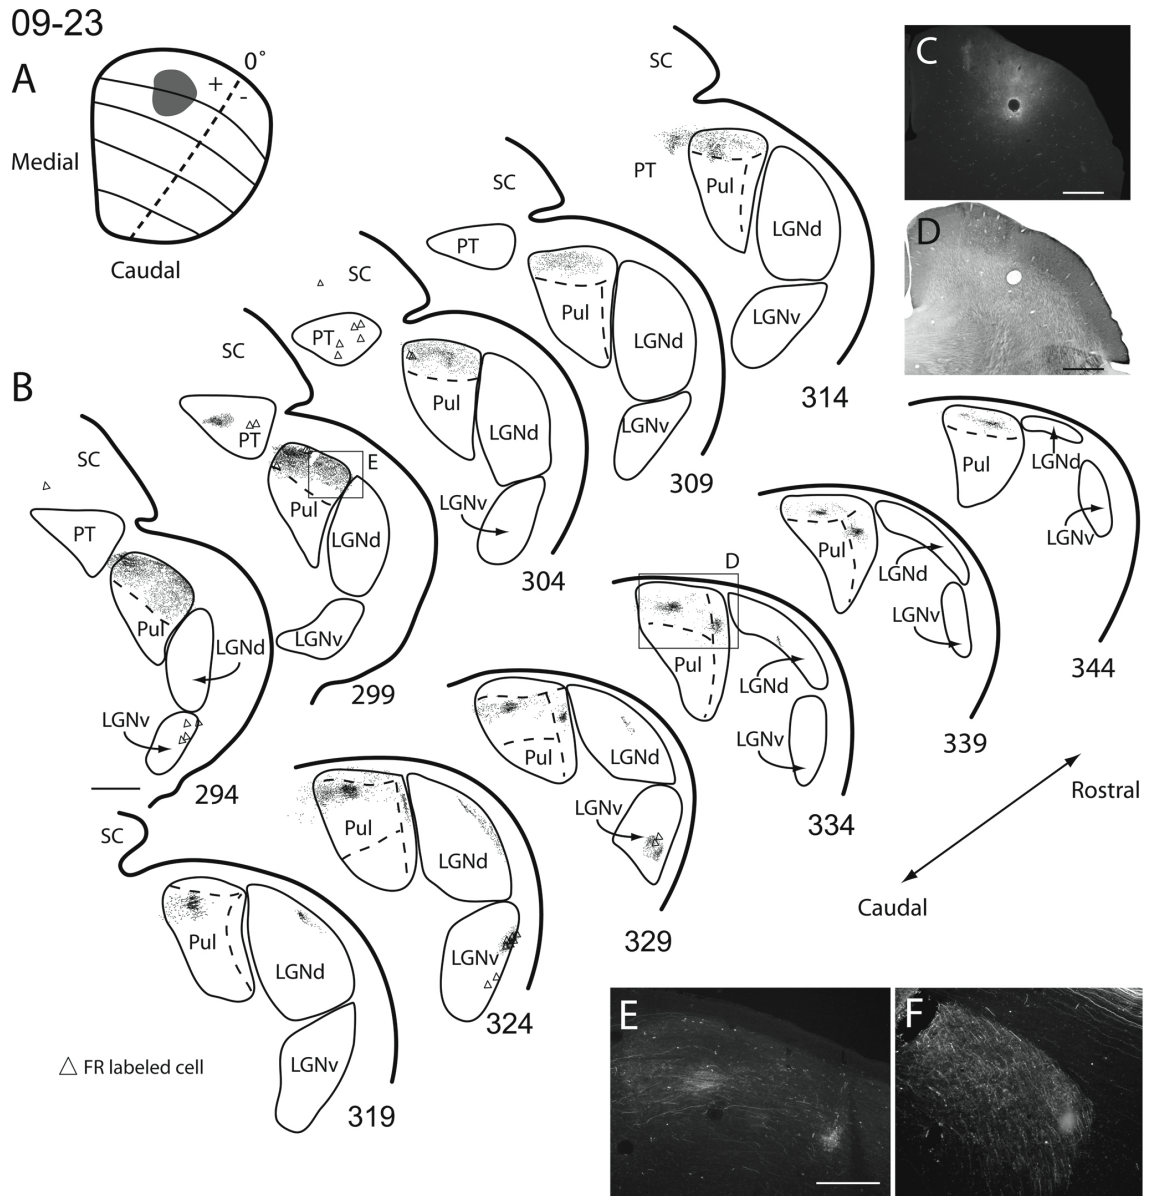 09-23
A
0°
+
-
Medial
Caudal
B
SC
PT
Pul
LGNd
LGNv
294
SC
PT
Pul
E
LGNd
LGNv
299
SC
PT
Pul
LGNd
LGNv
304
SC
PT
Pul
LGNd
LGNv
309
SC
PT
Pul
LGNd
LGNv
314
C
D
SC
Pul
LGNd
LGNv
319
Pul
LGNd
LGNv
324
Pul
LGNd
LGNv
329
D
Pul
LGNd
LGNv
334
Pul
LGNd
LGNv
339
Pul
LGNd
LGNv
344
Rostral
Caudal
△ FR labeled cell
E
F